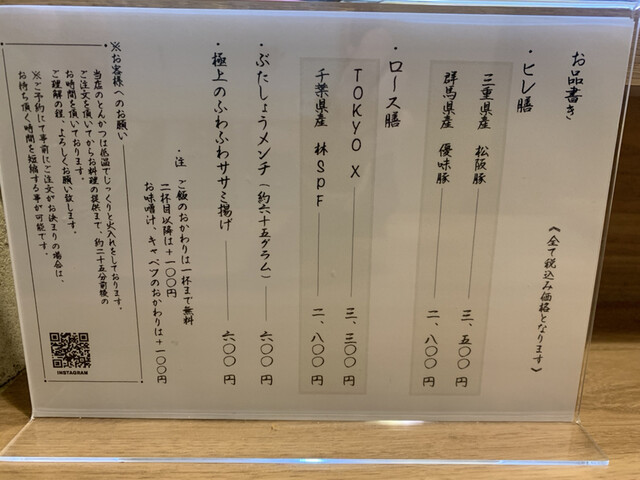 お品書き
《全て税込み価格となります》
・ヒレ膳
三重県産 松阪豚 三、五〇〇円
群馬県産 優味豚 二、八〇〇円
・ロース膳
TOKYO X 三、三〇〇円
千葉県産 林SPF 二、八〇〇円
・ぶたしょうメンチ(約六十五グラム) 六〇〇円
・極上のふわふわササミ揚げ 六〇〇円
・注 ご飯のおかわりは一杯まで無料
二杯目以降は+一〇〇円
お味噌汁、キャベツのおかわりは+一〇〇円
※お客様へのお願い
当店のとんかつは低温でじっくりと火入れをしております。
ご注文を頂いてからお料理の提供まで、約二十五分前後の
お時間を頂いております。
ご理解の程、よろしくお願い致します。
※ご予約にて事前にご注文がお決まりの場合は、
お待ち頂く時間を短縮する事が可能です。
INSTAGRAM